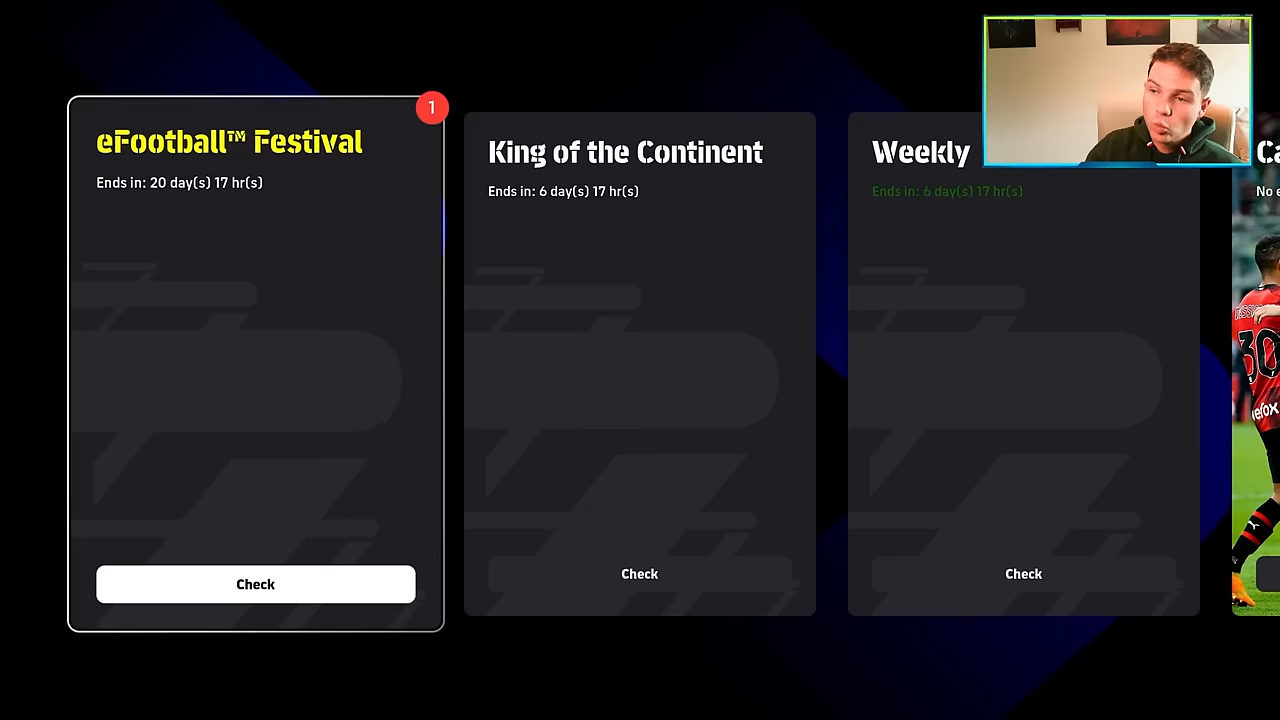 1
eFootball™ Festival
Ends in: 20 day(s) 17 hr(s)
Check
King of the Continent
Ends in: 6 day(s) 17 hr(s)
Check
Weekly
Ends in: 6 day(s) 17 hr(s)
Check
30